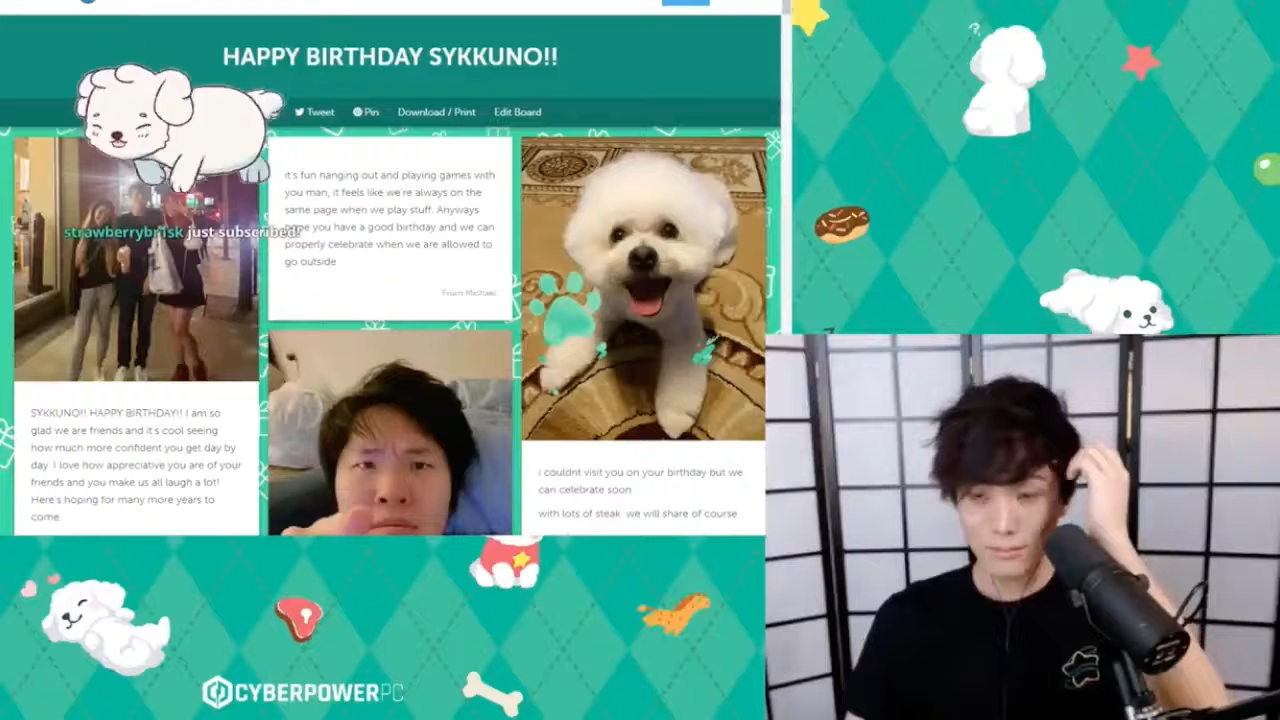 HAPPY BIRTHDAY SYKKUNO!!
Tweet
Pin
Download / Print
Edit Board
strawberrybr1sk just subscribed!
it's fun hanging out and playing games with
you man, it feels like we're always on the
same page when we play stuff. Anyways
you have a good birthday and we can
properly celebrate when we are allowed to
go outside
From Michael
SYKKUNO!! HAPPY BIRTHDAY!! I am so
glad we are friends and it's cool seeing
how much more confident you get day by
day. I love how appreciative you are of your
friends and you make us all laugh a lot!
Here's hoping for many more years to
come.
i couldnt visit you on your birthday but we
can celebrate soon
with lots of steak. we will share of course
?
CYBERPOWERPC